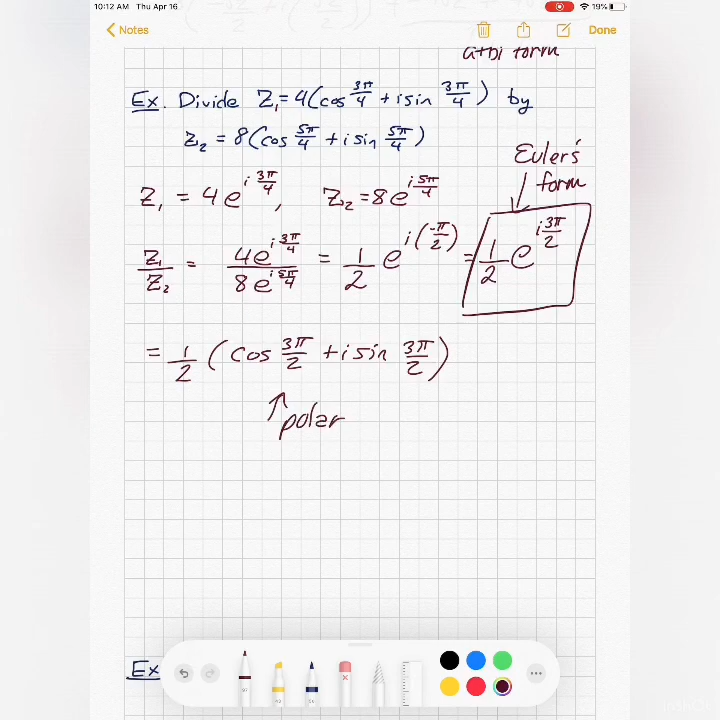 10:12 AM Thu Apr 16 19%
Notes Done
a+bi form
Ex. Divide Z₁ = 4(cos 3π/4 + i sin 3π/4) by
Z₂ = 8(cos 5π/4 + i sin 5π/4)
Euler's
form
Z₁ = 4e^(i 3π/4), Z₂ = 8e^(i 5π/4)
Z₁/Z₂ = 4e^(i 3π/4)/8e^(i 5π/4) = 1/2 e^(i(-π/2)) = 1/2 e^(i 3π/2)
= 1/2 (cos 3π/2 + i sin 3π/2)
↑ polar
Ex